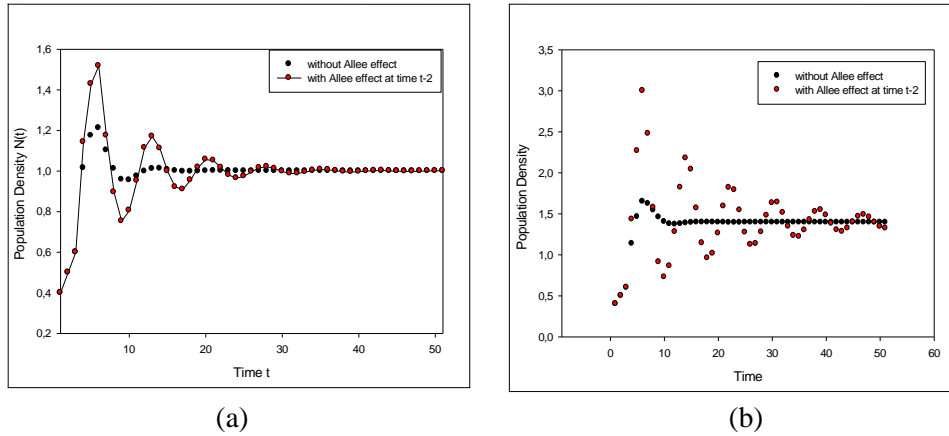 without Allee effect
with Allee effect at time t-2
Population Density N(t)
1,6
1,4
1,2
1,0
0,8
0,6
0,4
0,2
10
20
30
40
50
Time t
(a)
without Allee effect
with Allee effect at time t-2
Population Density
3,5
3,0
2,5
2,0
1,5
1,0
0,5
0,0
0
10
20
30
40
50
60
Time
(b)